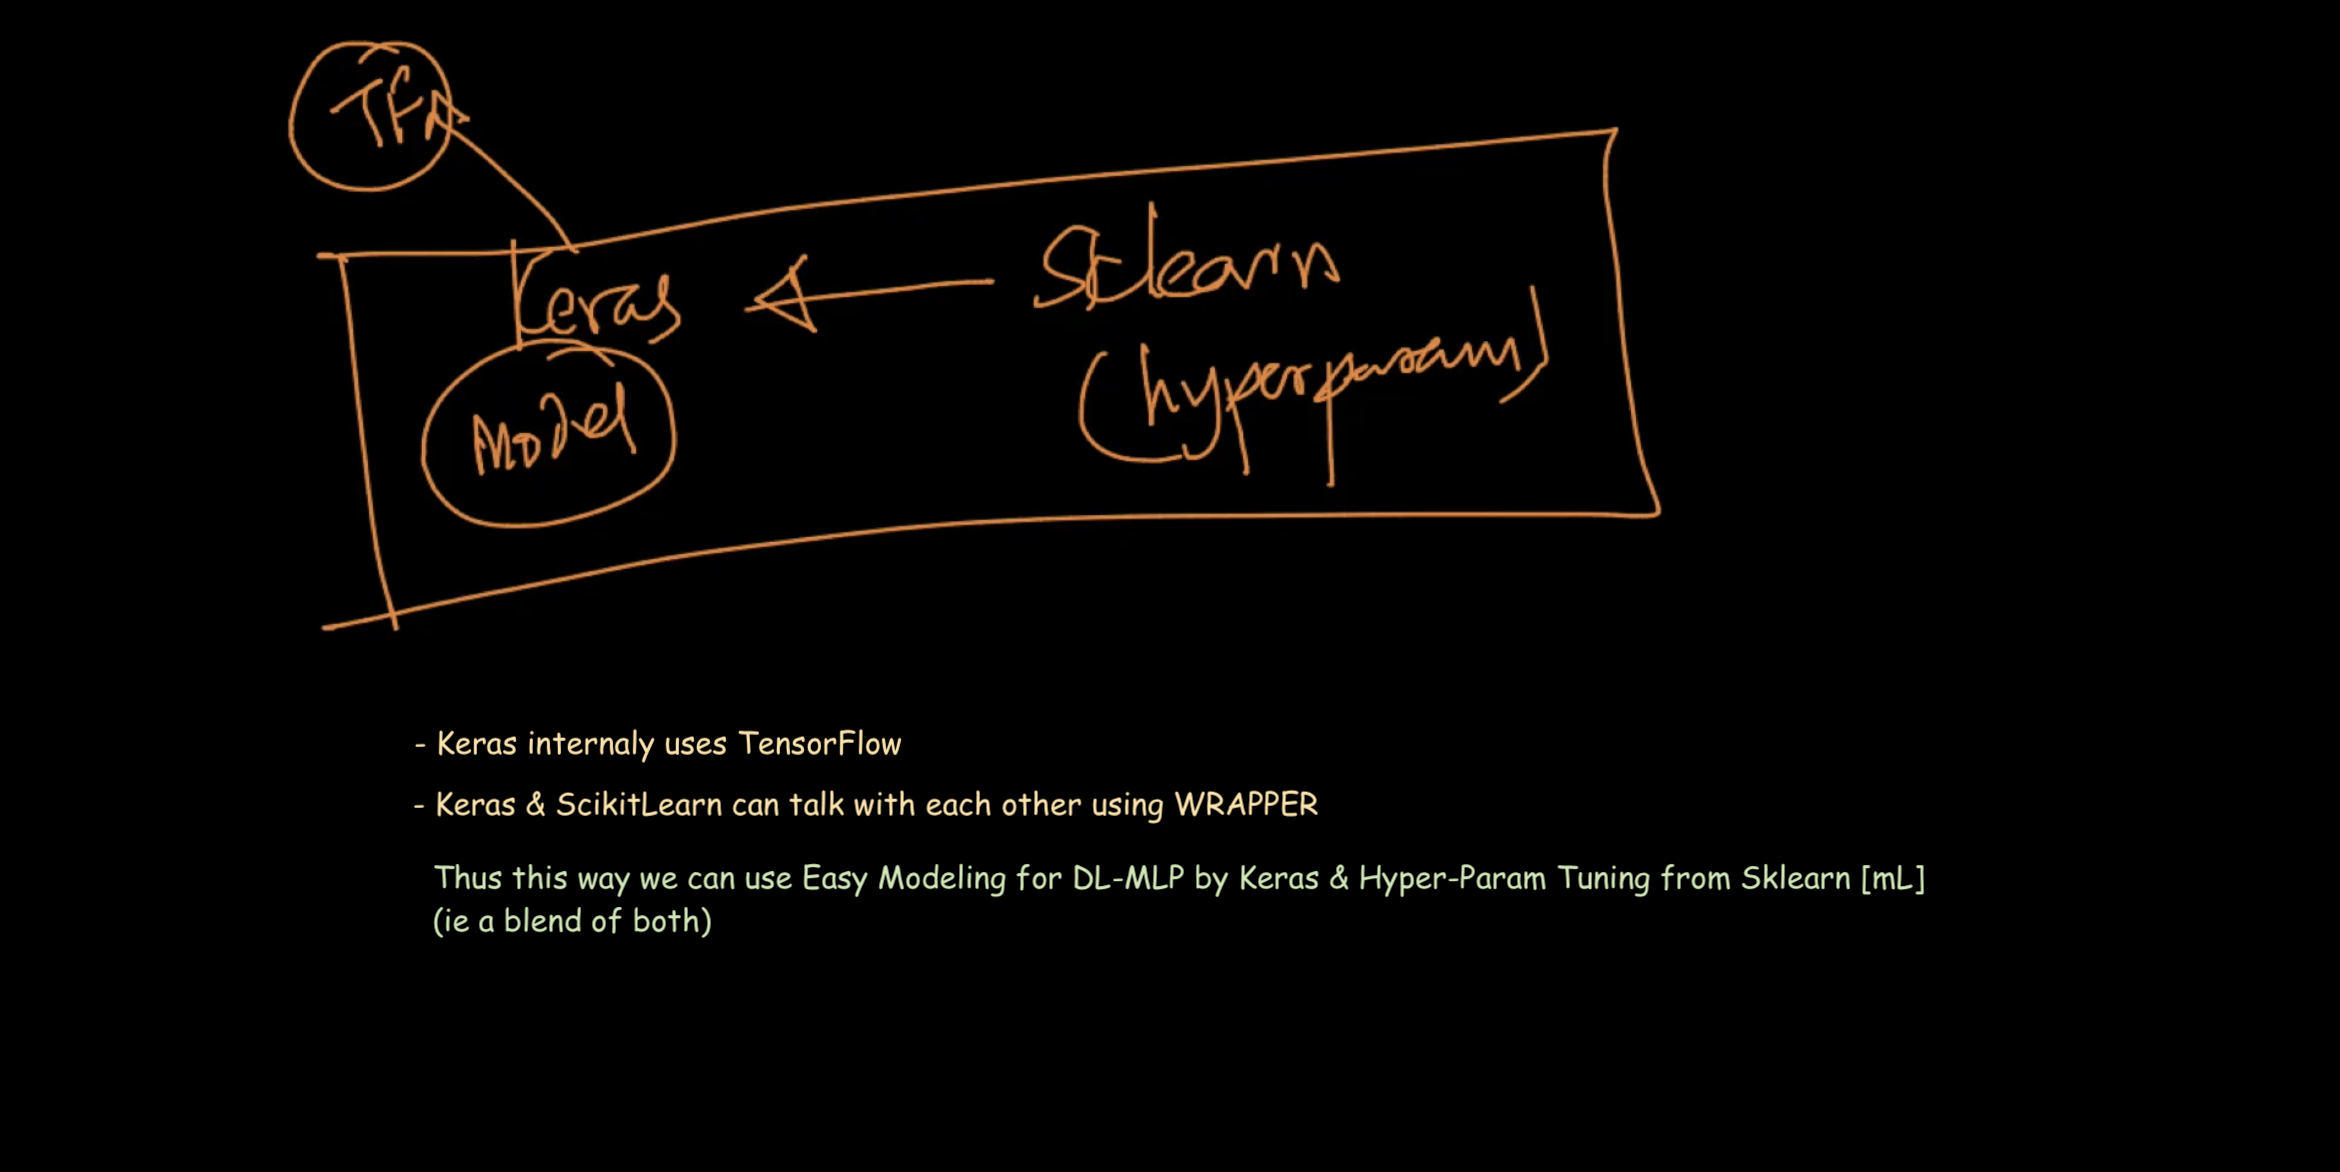 TF
Keras
Sklearn
(hyperparam)
Model
- Keras internaly uses TensorFlow
- Keras & ScikitLearn can talk with each other using WRAPPER
Thus this way we can use Easy Modeling for DL-MLP by Keras & Hyper-Param Tuning from Sklearn [mL]
(ie a blend of both)